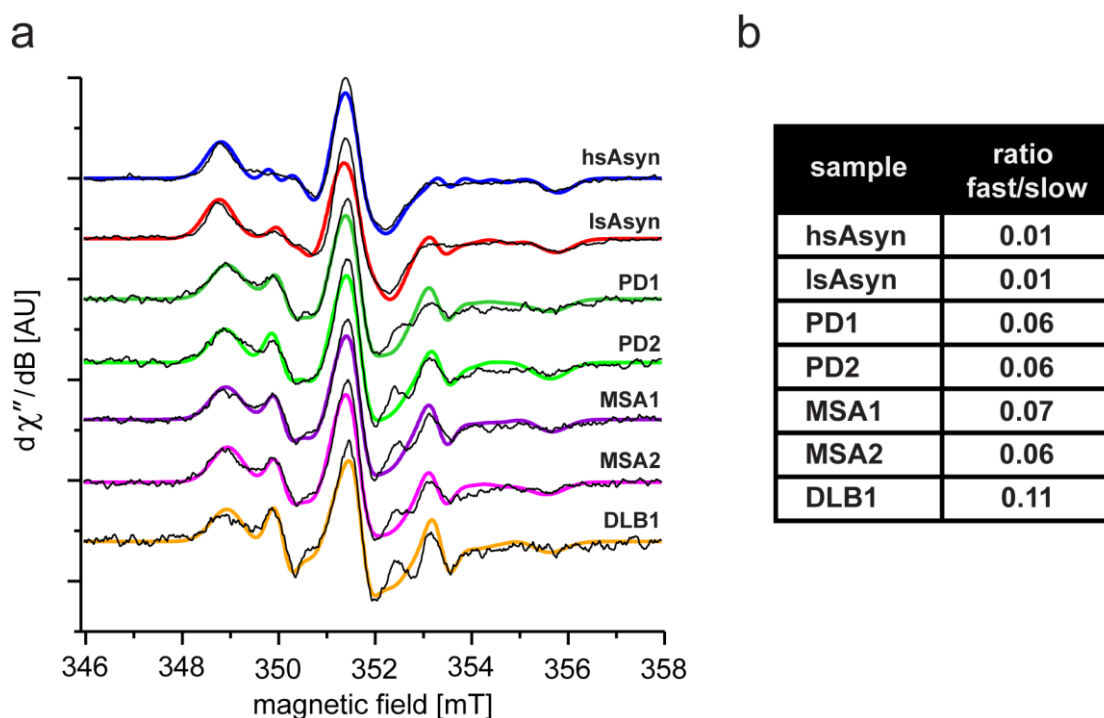 a
b
hsAsyn
lsAsyn
PD1
PD2
MSA1
MSA2
DLB1
dχ″/dB [AU]
346 348 350 352 354 356 358
magnetic field [mT]
sample ratio fast/slow
hsAsyn 0.01
lsAsyn 0.01
PD1 0.06
PD2 0.06
MSA1 0.07
MSA2 0.06
DLB1 0.11